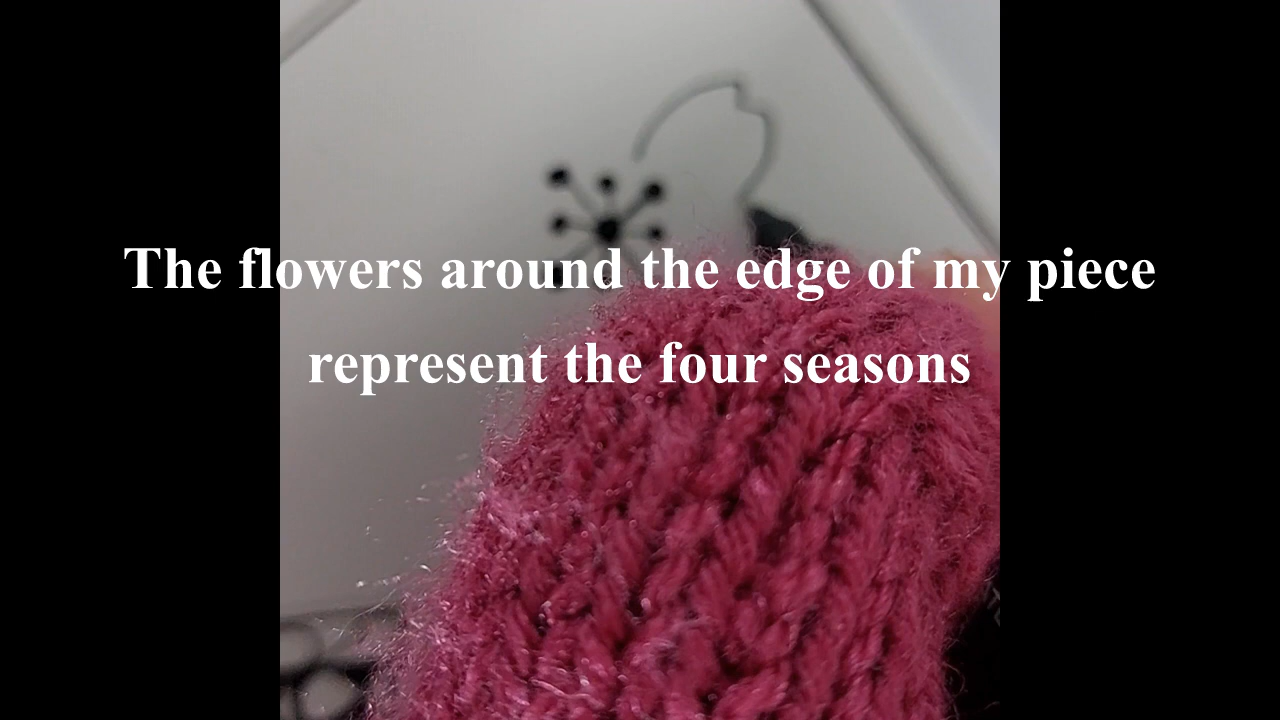 The flowers around the edge of my piece
represent the four seasons